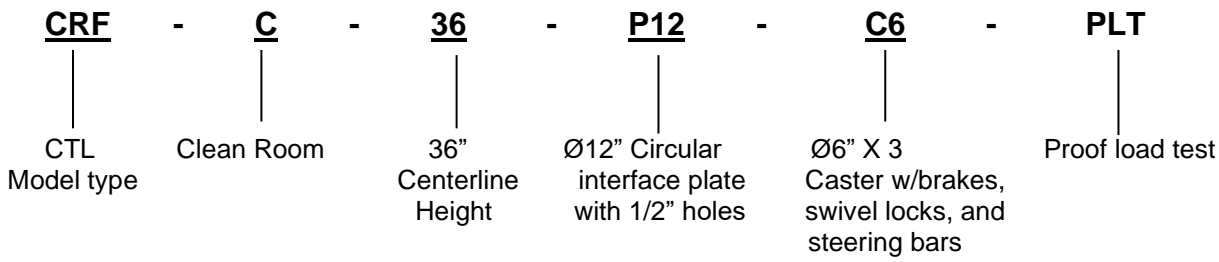 CRF - C - 36 - P12 - C6 - PLT
CTL Clean Room 36” Ø12” Circular Ø6” X 3 Proof load test
Model type Centerline interface plate Caster w/brakes,
Height with 1/2” holes swivel locks, and
steering bars